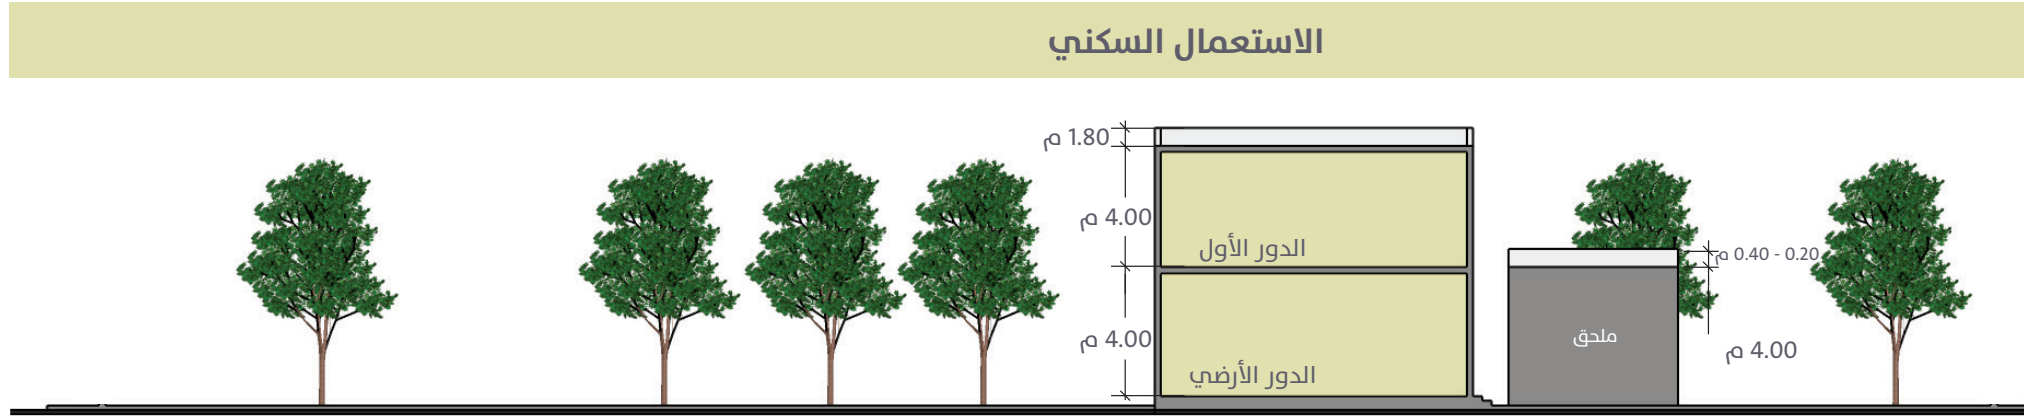 الاستعمال السكني
1.80 م
4.00 م
الدور الأول
0.20 - 0.40 م
4.00 م
ملحق
4.00 م
الدور الأرضي